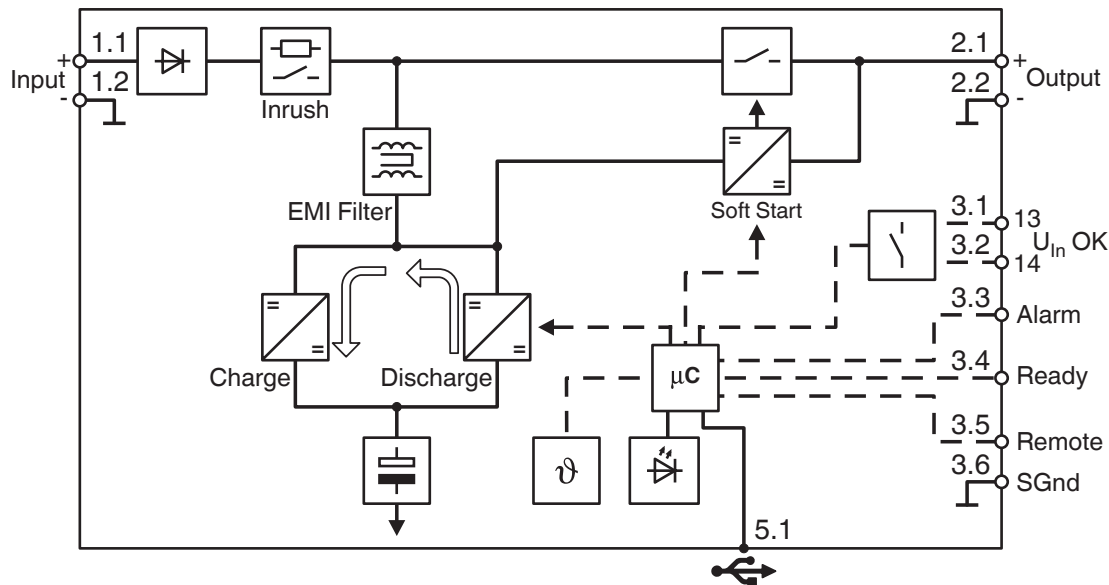 1.1
+
Input
1.2
-
Inrush
2.1
+
2.2
Output
-
EMI Filter
=
=
Soft Start
3.1
13
3.2
U_In OK
14
3.3
Alarm
=
=
=
=
Charge
Discharge
µC
3.4
Ready
3.5
Remote
3.6
SGnd
ϑ
5.1